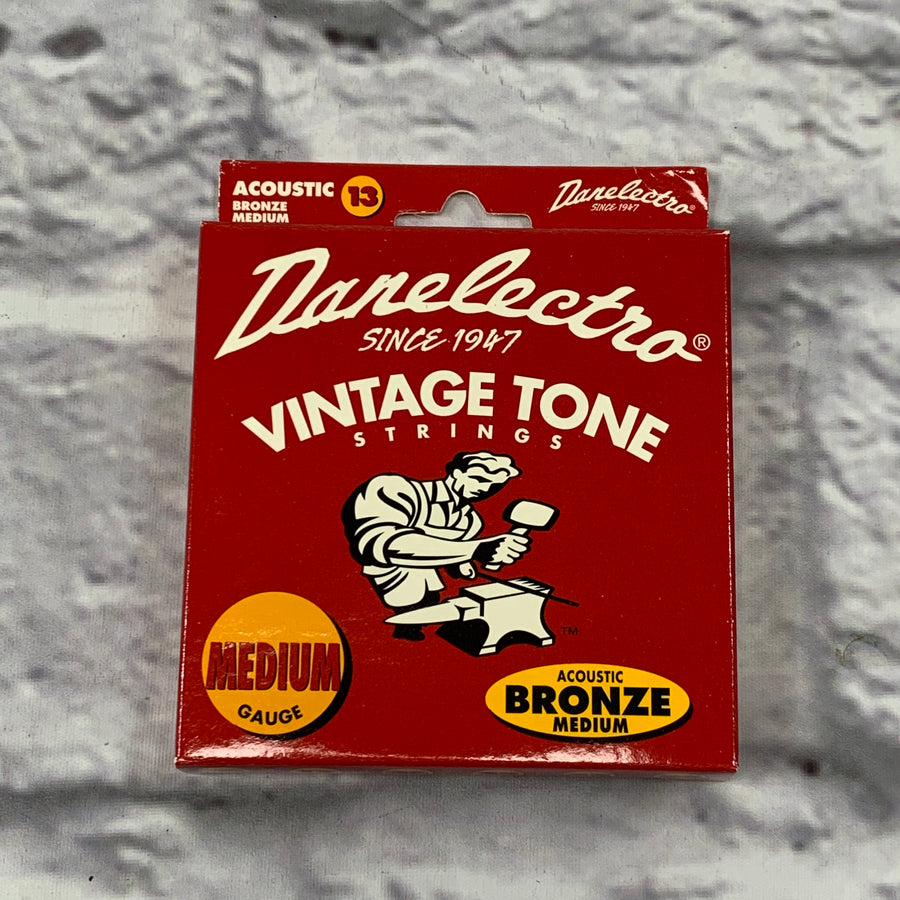 ACOUSTIC 13
BRONZE
MEDIUM
Danelectro®
SINCE 1947
Danelectro®
SINCE 1947
VINTAGE TONE
STRINGS
TM
MEDIUM
GAUGE
ACOUSTIC
BRONZE
MEDIUM